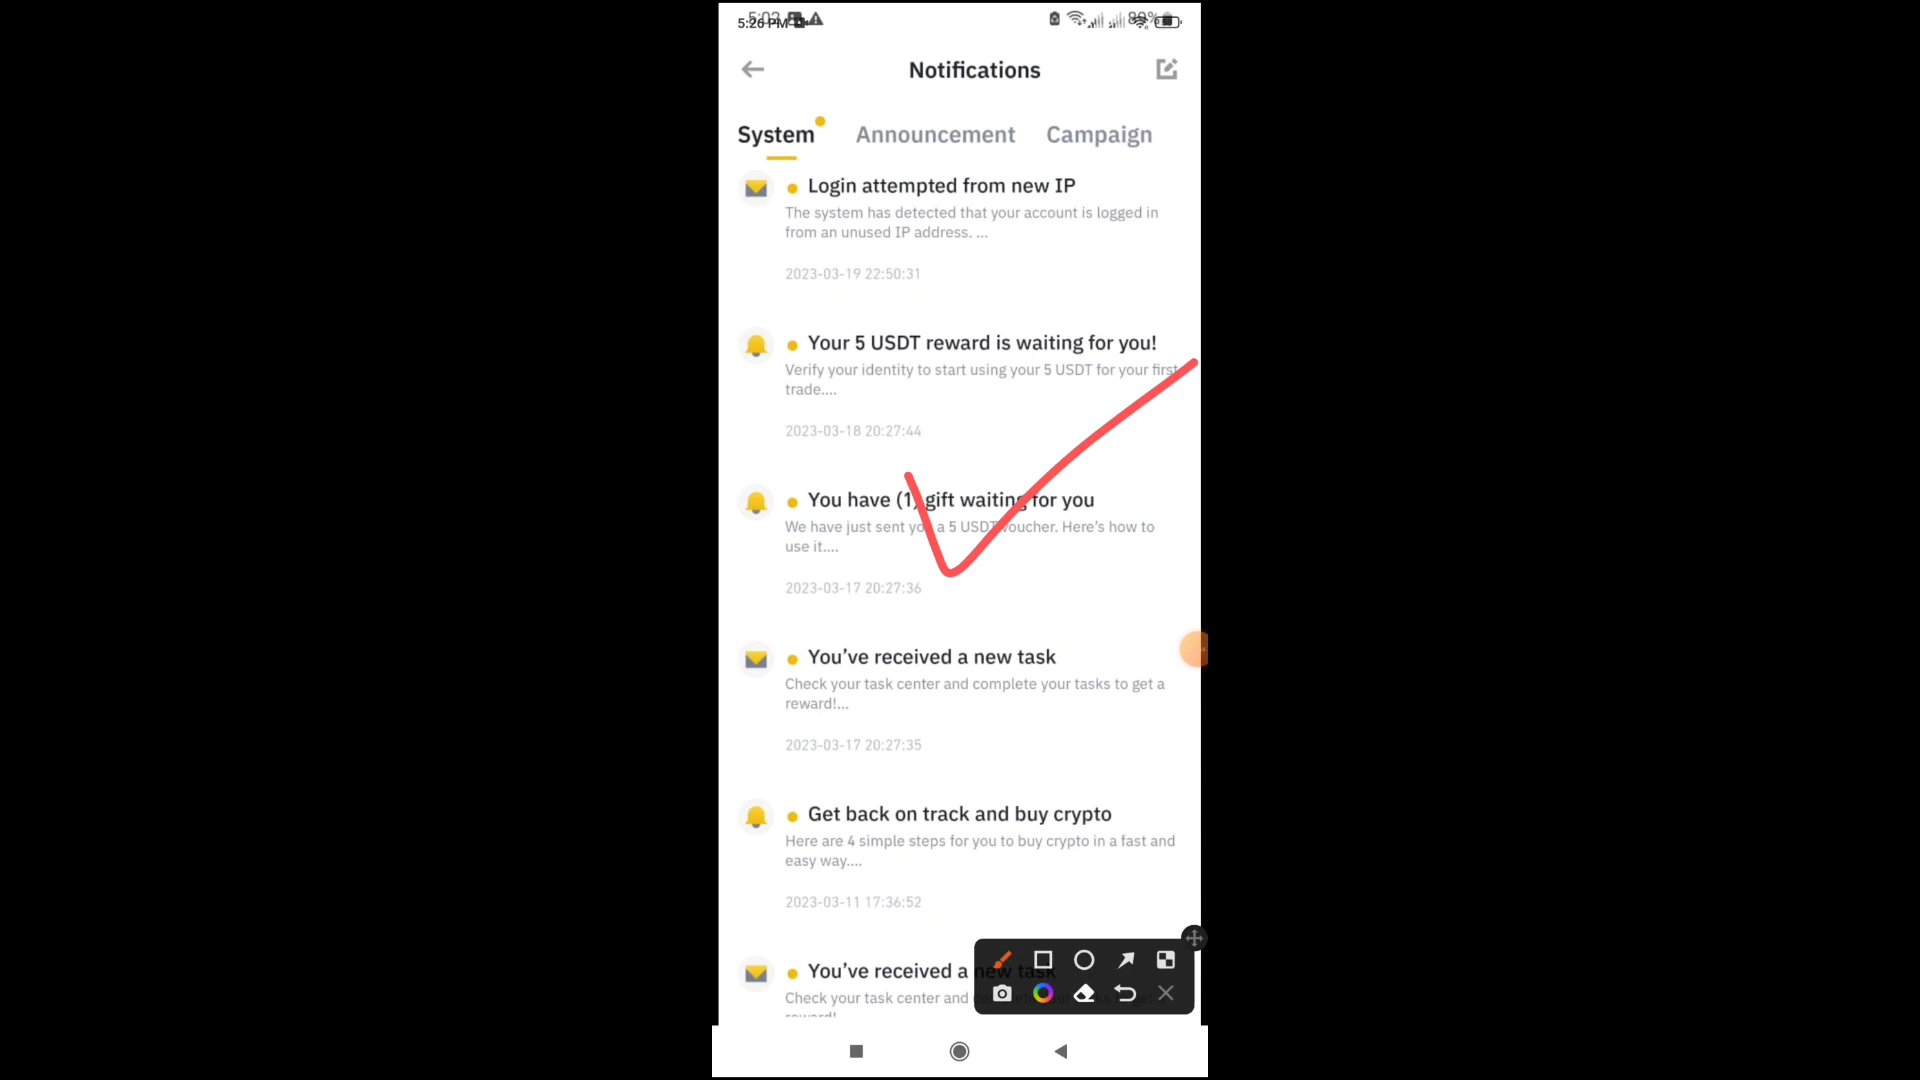 5:26 PM
Notifications
System Announcement Campaign
Login attempted from new IP
The system has detected that your account is logged in
from an unused IP address. ...
2023-03-19 22:50:31
Your 5 USDT reward is waiting for you!
Verify your identity to start using your 5 USDT for your first
trade....
2023-03-18 20:27:44
You have (1) gift waiting for you
We have just sent you a 5 USDT voucher. Here's how to
use it....
2023-03-17 20:27:36
You've received a new task
Check your task center and complete your tasks to get a
reward!...
2023-03-17 20:27:35
Get back on track and buy crypto
Here are 4 simple steps for you to buy crypto in a fast and
easy way....
2023-03-11 17:36:52
You've received a new task
Check your task center and
reward!